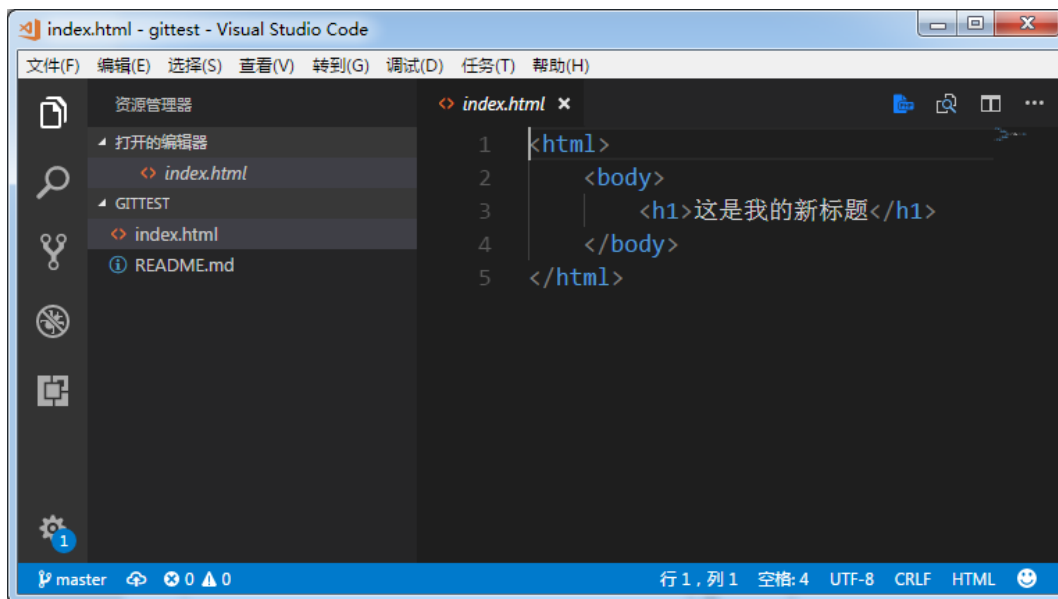 index.html - gittest - Visual Studio Code
文件(F) 编辑(E) 选择(S) 查看(V) 转到(G) 调试(D) 任务(T) 帮助(H)
资源管理器
打开的编辑器
index.html
GITTEST
index.html
README.md
index.html
1 <html>
2 <body>
3 <h1>这是我的新标题</h1>
4 </body>
5 </html>
1
master 0 0 行 1，列 1 空格: 4 UTF-8 CRLF HTML